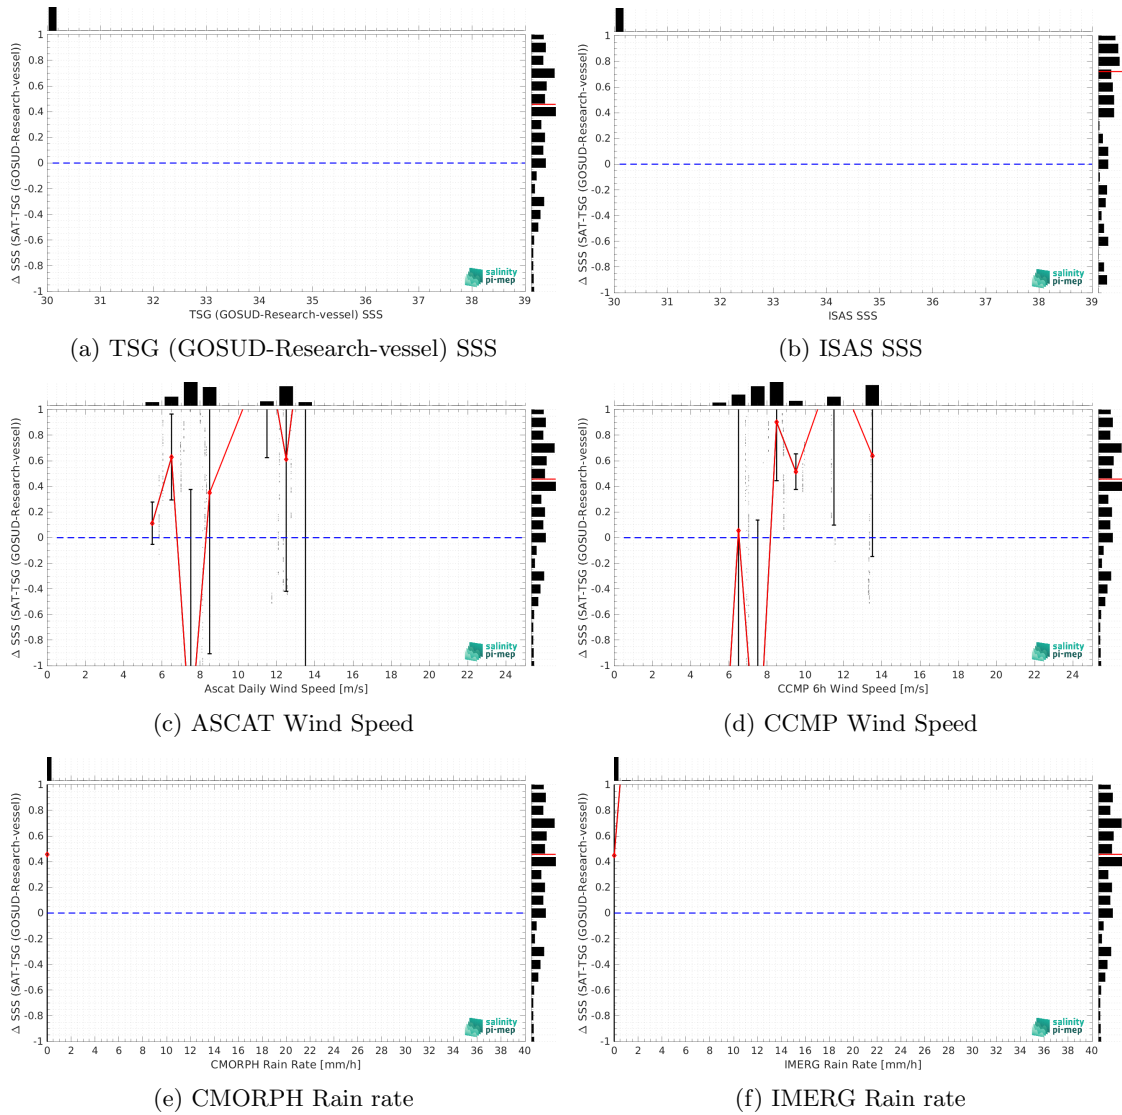 Δ SSS (SAT-TSG (GOSUD-Research-vessel))
1
0.8
0.6
0.4
0.2
0
-0.2
-0.4
-0.6
-0.8
-1
salinity
pi-mep
30 31 32 33 34 35 36 37 38 39
TSG (GOSUD-Research-vessel) SSS
(a) TSG (GOSUD-Research-vessel) SSS
Δ SSS (SAT-TSG (GOSUD-Research-vessel))
1
0.8
0.6
0.4
0.2
0
-0.2
-0.4
-0.6
-0.8
-1
salinity
pi-mep
30 31 32 33 34 35 36 37 38 39
ISAS SSS
(b) ISAS SSS
Δ SSS (SAT-TSG (GOSUD-Research-vessel))
1
0.8
0.6
0.4
0.2
0
-0.2
-0.4
-0.6
-0.8
-1
salinity
pi-mep
0 2 4 6 8 10 12 14 16 18 20 22 24
Ascat Daily Wind Speed [m/s]
(c) ASCAT Wind Speed
Δ SSS (SAT-TSG (GOSUD-Research-vessel))
1
0.8
0.6
0.4
0.2
0
-0.2
-0.4
-0.6
-0.8
-1
salinity
pi-mep
0 2 4 6 8 10 12 14 16 18 20 22 24
CCMP 6h Wind Speed [m/s]
(d) CCMP Wind Speed
Δ SSS (SAT-TSG (GOSUD-Research-vessel))
1
0.8
0.6
0.4
0.2
0
-0.2
-0.4
-0.6
-0.8
-1
salinity
pi-mep
0 2 4 6 8 10 12 14 16 18 20 22 24 26 28 30 32 34 36 38 40
CMORPH Rain Rate [mm/h]
(e) CMORPH Rain rate
Δ SSS (SAT-TSG (GOSUD-Research-vessel))
1
0.8
0.6
0.4
0.2
0
-0.2
-0.4
-0.6
-0.8
-1
salinity
pi-mep
0 2 4 6 8 10 12 14 16 18 20 22 24 26 28 30 32 34 36 38 40
IMERG Rain Rate [mm/h]
(f) IMERG Rain rate